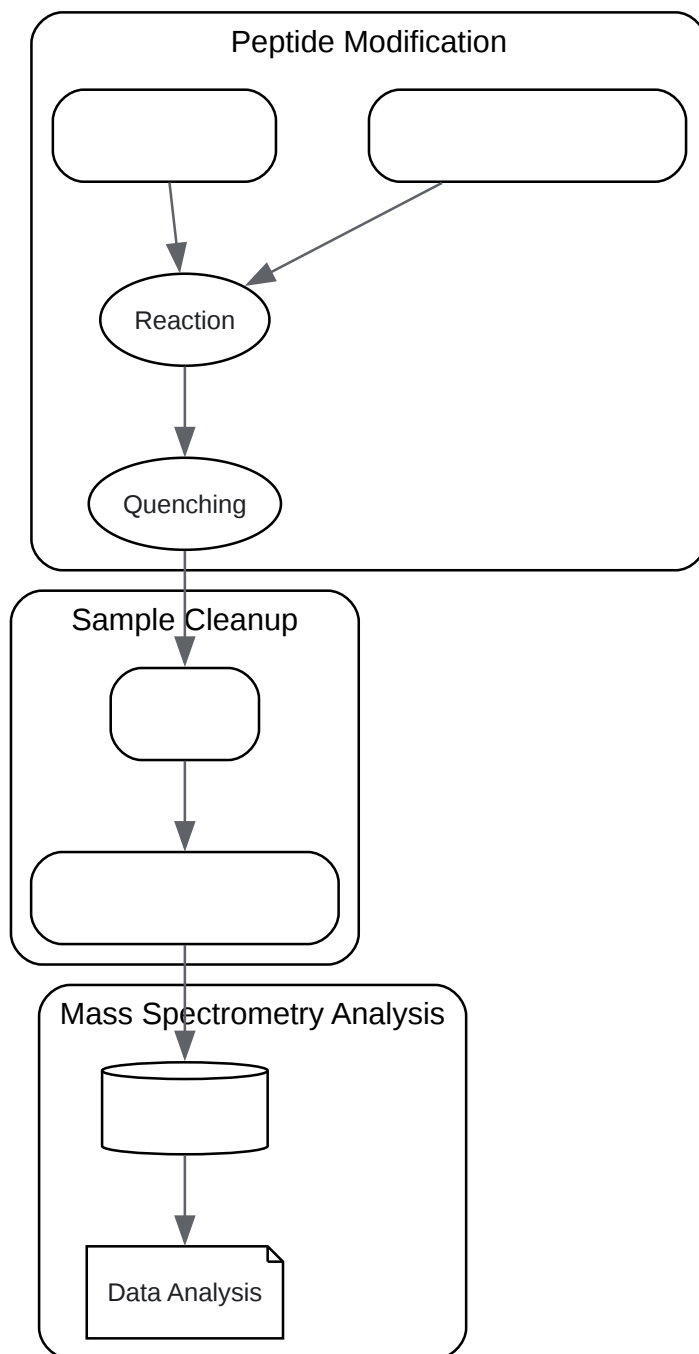 Peptide Modification
Reaction
Quenching
Sample Cleanup
Mass Spectrometry Analysis
Data Analysis